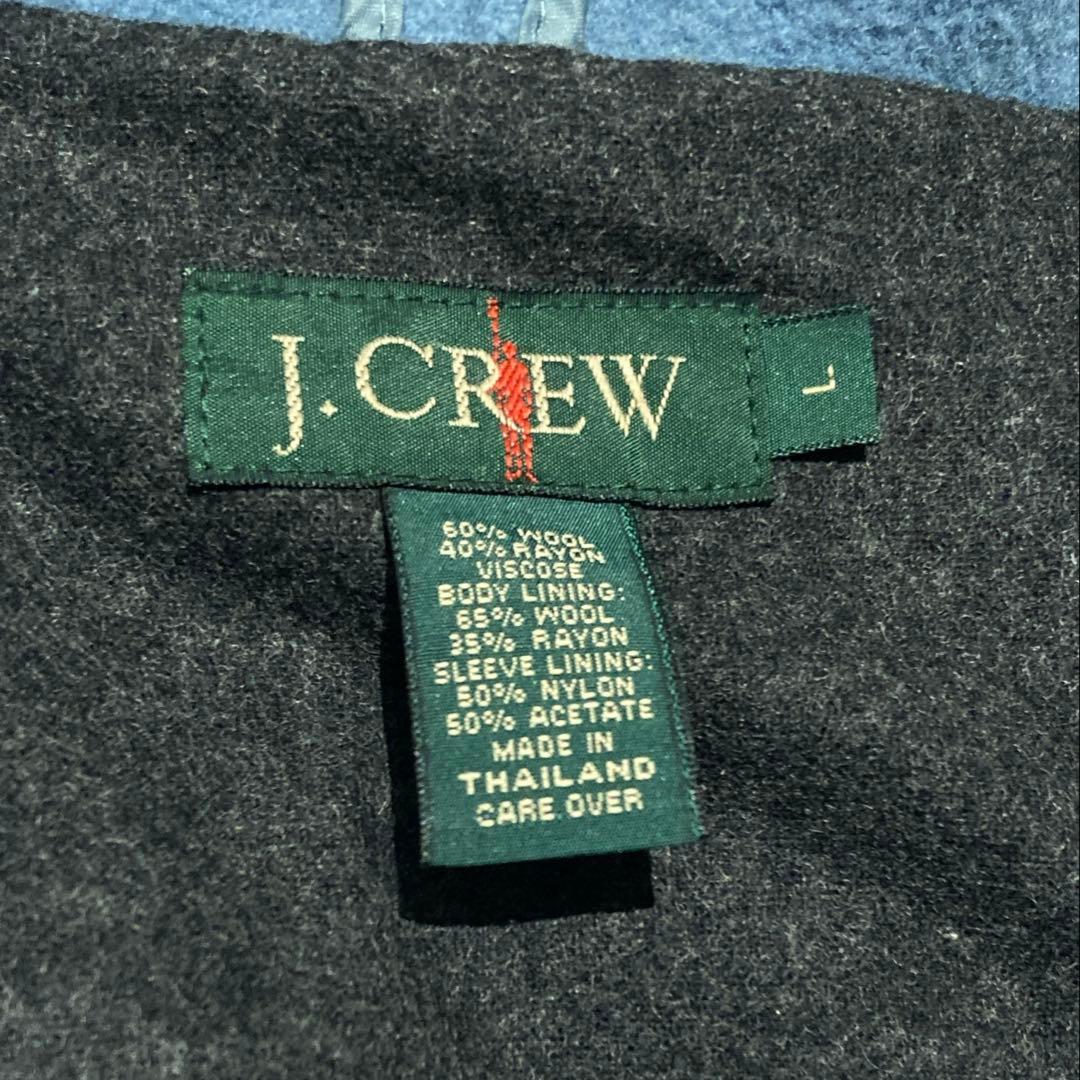 J.CREW
L
60% WOOL
40% RAYON
VISCOSE
BODY LINING:
65% WOOL
35% RAYON
SLEEVE LINING:
50% NYLON
50% ACETATE
MADE IN
THAILAND
CARE OVER